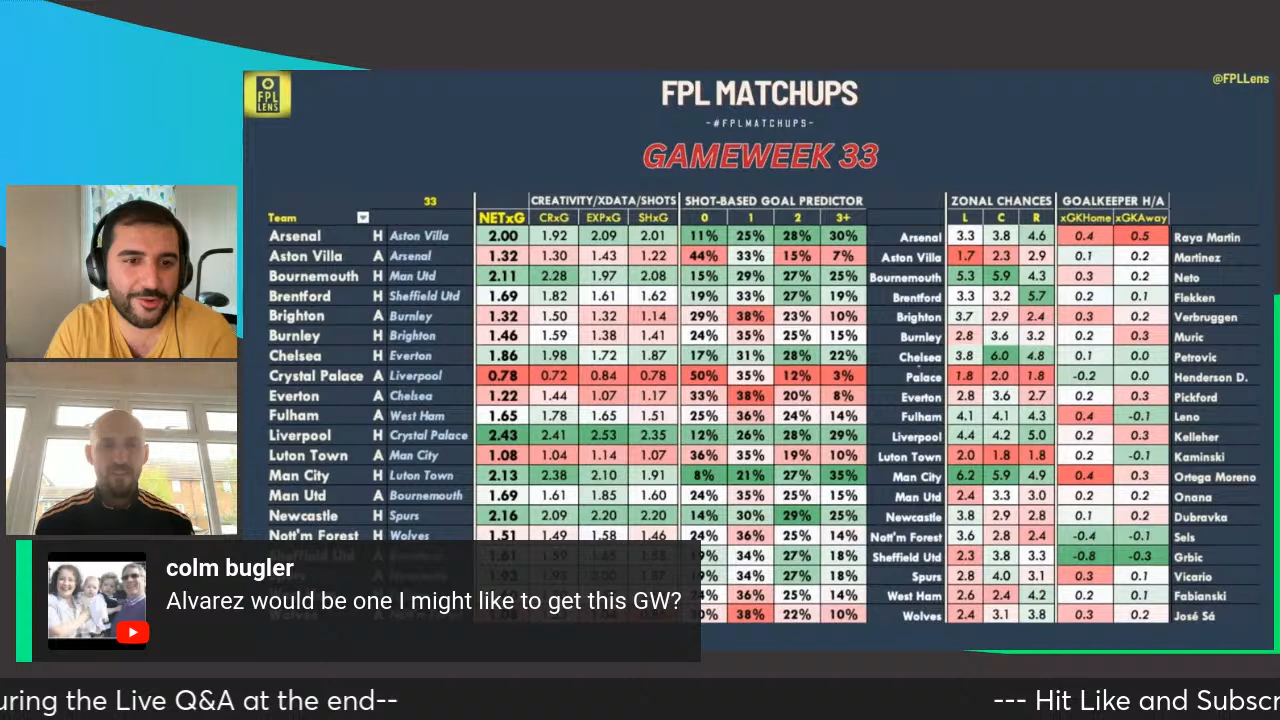 FPL LENS
FPL MATCHUPS
@FPLLens
-#FPLMATCHUPS-
GAMEWEEK 33
33 CREATIVITY/XDATA/SHOTS SHOT-BASED GOAL PREDICTOR ZONAL CHANCES GOALKEEPER H/A
Team NETxG CRxG EXPxG SHxG 0 1 2 3+ L C R xGKHome xGKAway
Arsenal H Aston Villa 2.00 1.92 2.09 2.01 11% 25% 28% 30% Arsenal 3.3 3.8 4.6 0.4 0.5 Raya Martin
Aston Villa A Arsenal 1.32 1.30 1.43 1.22 44% 33% 15% 7% Aston Villa 1.7 2.3 2.9 0.1 0.2 Martinez
Bournemouth H Man Utd 2.11 2.28 1.97 2.08 15% 29% 27% 25% Bournemouth 5.3 5.9 4.3 0.3 0.2 Neto
Brentford H Sheffield Utd 1.69 1.82 1.61 1.62 19% 33% 27% 19% Brentford 3.3 3.2 5.7 0.2 0.1 Flekken
Brighton A Burnley 1.32 1.50 1.32 1.14 29% 38% 23% 10% Brighton 3.7 2.9 2.4 0.3 0.2 Verbruggen
Burnley H Brighton 1.46 1.59 1.38 1.41 24% 35% 25% 15% Burnley 2.8 3.6 3.2 0.2 0.3 Muric
Chelsea H Everton 1.86 1.98 1.72 1.87 17% 31% 28% 22% Chelsea 3.8 6.0 4.8 0.1 0.0 Petrovic
Crystal Palace A Liverpool 0.78 0.72 0.84 0.78 50% 35% 12% 3% Palace 1.8 2.0 1.8 -0.2 0.0 Henderson D.
Everton A Chelsea 1.22 1.44 1.07 1.17 33% 38% 20% 8% Everton 2.8 3.6 2.7 0.2 0.3 Pickford
Fulham A West Ham 1.65 1.78 1.65 1.51 25% 36% 24% 14% Fulham 4.1 4.1 4.3 0.4 -0.1 Leno
Liverpool H Crystal Palace 2.43 2.41 2.53 2.35 12% 26% 28% 29% Liverpool 4.4 4.2 5.0 0.2 0.3 Kelleher
Luton Town A Man City 1.08 1.04 1.14 1.07 36% 35% 19% 10% Luton Town 2.0 1.8 1.8 0.2 -0.1 Kaminski
Man City H Luton Town 2.13 2.38 2.10 1.91 8% 21% 27% 35% Man City 6.2 5.9 4.9 0.4 0.3 Ortega Moreno
Man Utd A Bournemouth 1.69 1.61 1.85 1.60 24% 35% 25% 15% Man Utd 2.4 3.3 3.0 0.2 0.2 Onana
Newcastle H Spurs 2.16 2.09 2.20 2.20 14% 30% 29% 25% Newcastle 3.8 2.9 2.8 0.1 0.2 Dubravka
Nott'm Forest H Wolves 1.51 1.49 1.58 1.46 24% 36% 25% 14% Nott'm Forest 3.6 2.8 2.4 -0.4 -0.1 Sels
Sheffield Utd 34% 27% 18% Sheffield Utd 2.3 3.8 3.3 -0.8 -0.3 Grbic
34% 27% 18% Spurs 2.8 4.0 3.1 0.3 0.1 Vicario
36% 25% 14% West Ham 2.6 2.4 4.2 0.2 0.1 Fabianski
Wolves 38% 22% 10% Wolves 2.4 3.1 3.8 0.3 0.2 José Sá
colm bugler
Alvarez would be one I might like to get this GW?
uring the Live Q&A at the end-- --- Hit Like and Subscr